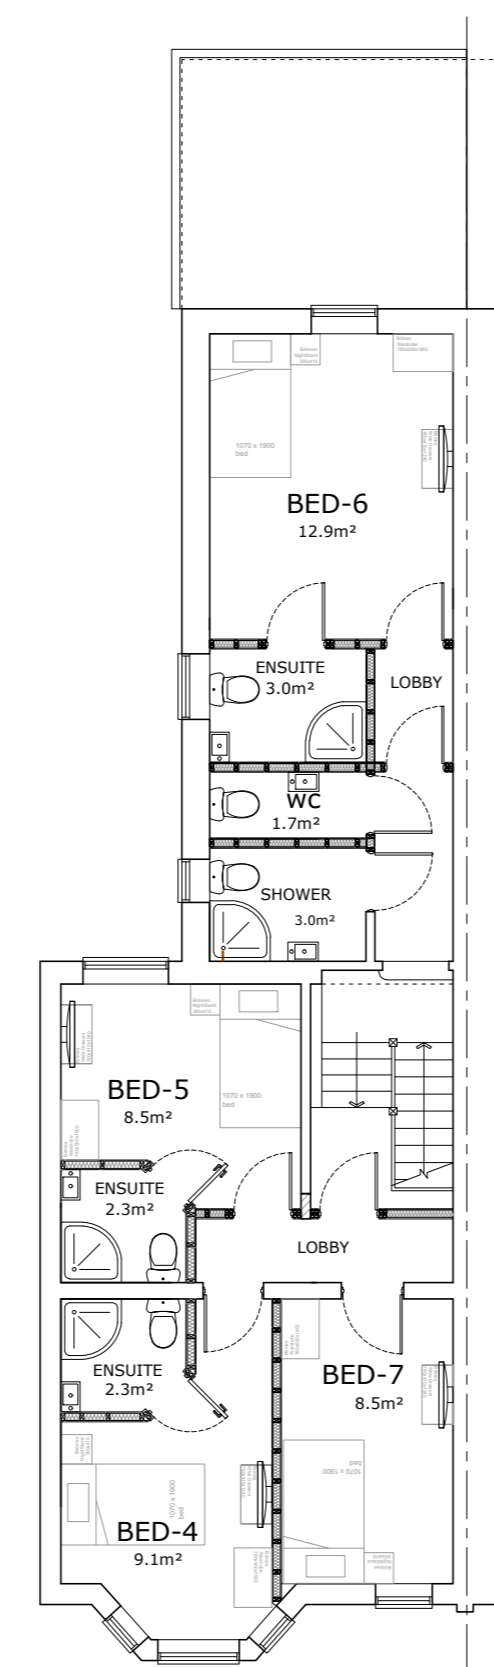 1070 x 1900
bed
BED-6
12.9m²
ENSUITE
3.0m²
LOBBY
WC
1.7m²
SHOWER
3.0m²
BED-5
8.5m²
1070 x 1900
bed
ENSUITE
2.3m²
LOBBY
ENSUITE
2.3m²
BED-7
8.5m²
1070 x 1900
bed
1070 x 1900
bed
BED-4
9.1m²